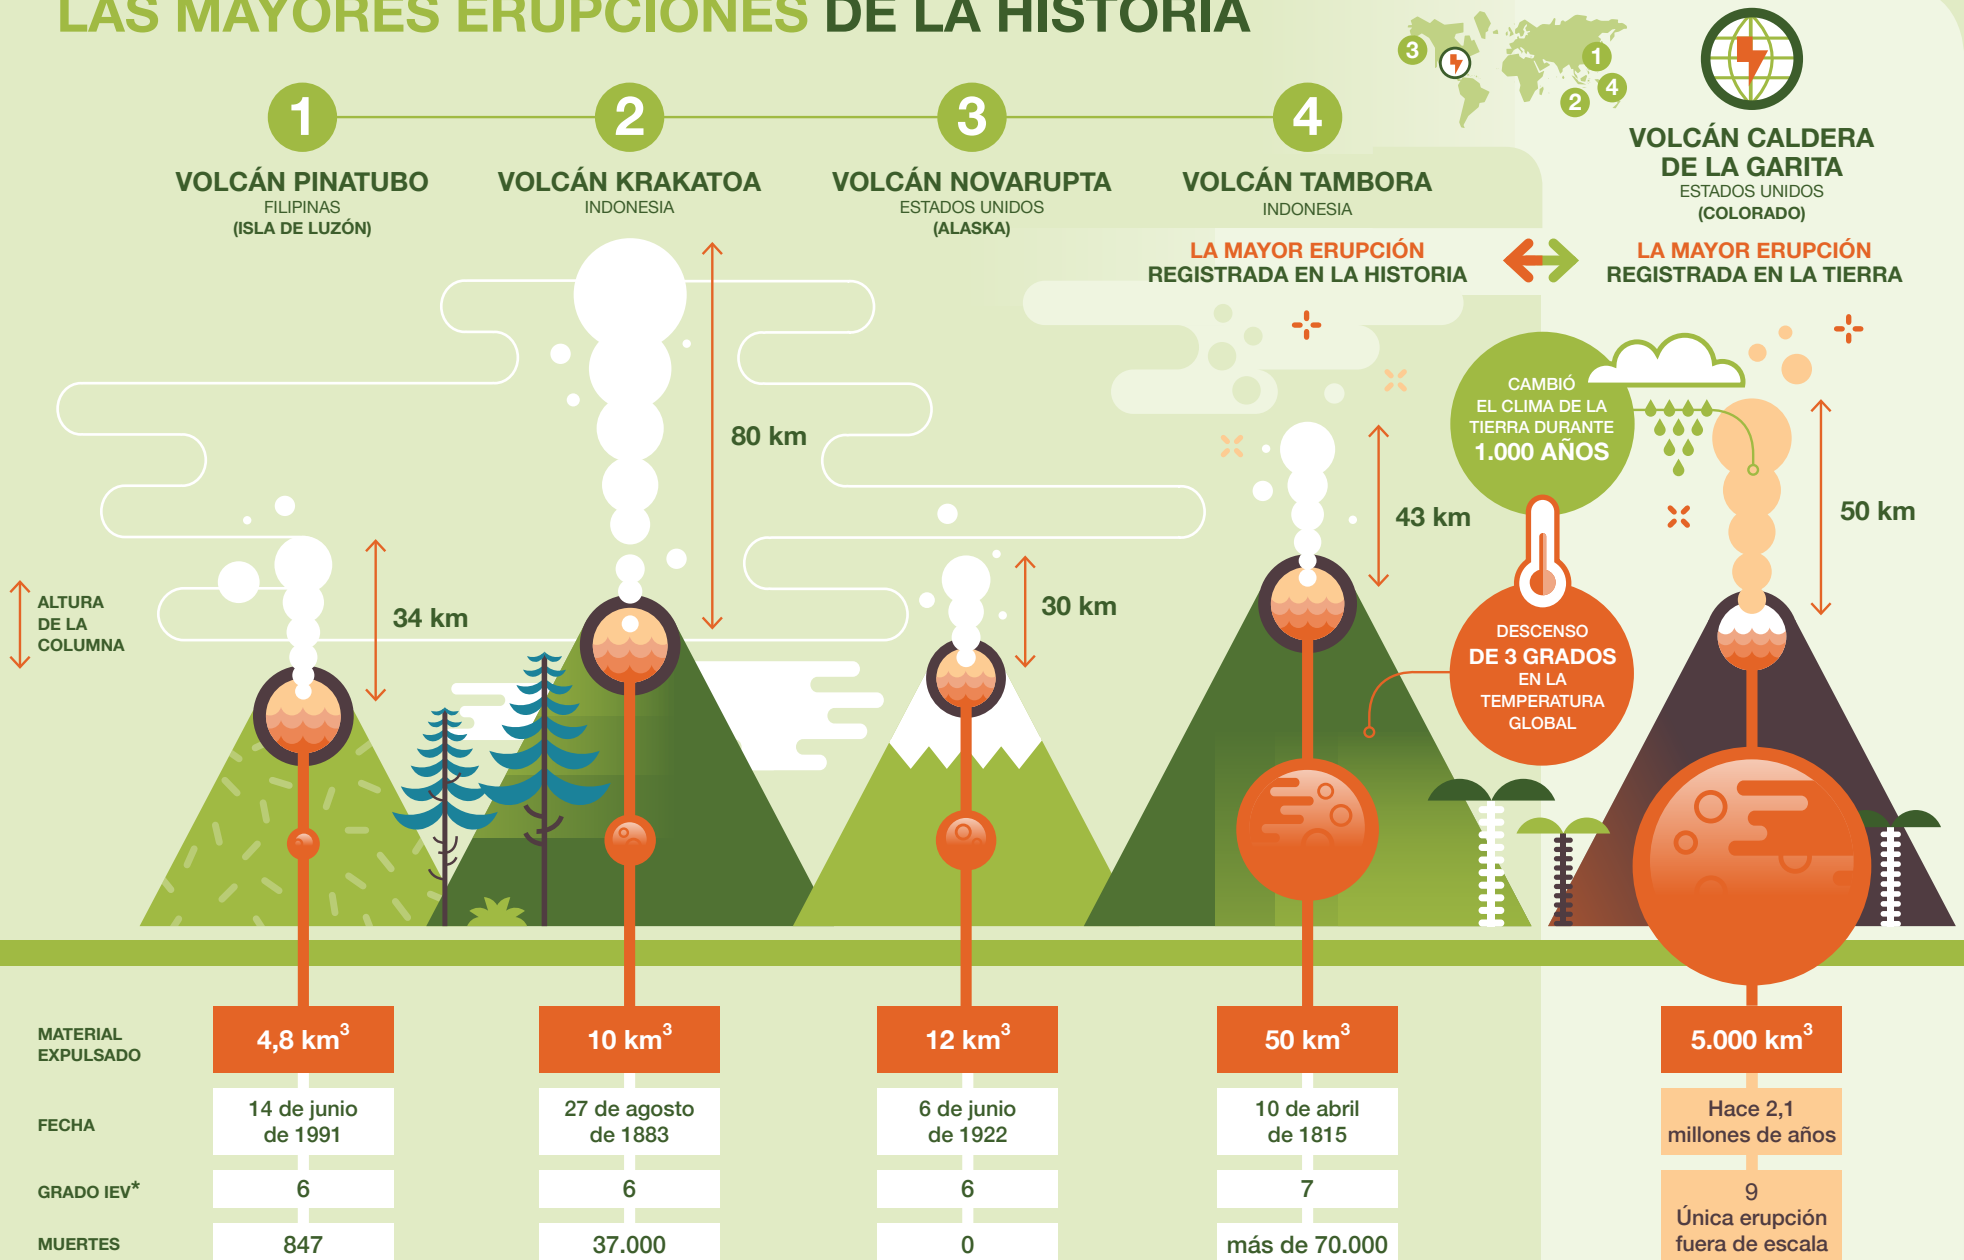 LAS MAYORES ERUPCIONES DE LA HISTORIA
1
VOLCÁN PINATUBO
FILIPINAS
(ISLA DE LUZÓN)
2
VOLCÁN KRAKATOA
INDONESIA
3
VOLCÁN NOVARUPTA
ESTADOS UNIDOS
(ALASKA)
4
VOLCÁN TAMBORA
INDONESIA
LA MAYOR ERUPCIÓN
REGISTRADA EN LA HISTORIA
3
1
4
2
VOLCÁN CALDERA
DE LA GARITA
ESTADOS UNIDOS
(COLORADO)
LA MAYOR ERUPCIÓN
REGISTRADA EN LA TIERRA
CAMBIÓ
EL CLIMA DE LA
TIERRA DURANTE
1.000 AÑOS
DESCENSO
DE 3 GRADOS
EN LA
TEMPERATURA
GLOBAL
ALTURA
DE LA
COLUMNA
34 km
80 km
30 km
43 km
50 km
MATERIAL
EXPULSADO
4,8 km³
10 km³
12 km³
50 km³
5.000 km³
FECHA
14 de junio
de 1991
27 de agosto
de 1883
6 de junio
de 1922
10 de abril
de 1815
Hace 2,1
millones de años
GRADO IEV*
6
6
6
7
9
Única erupción
fuera de escala
MUERTES
847
37.000
0
más de 70.000